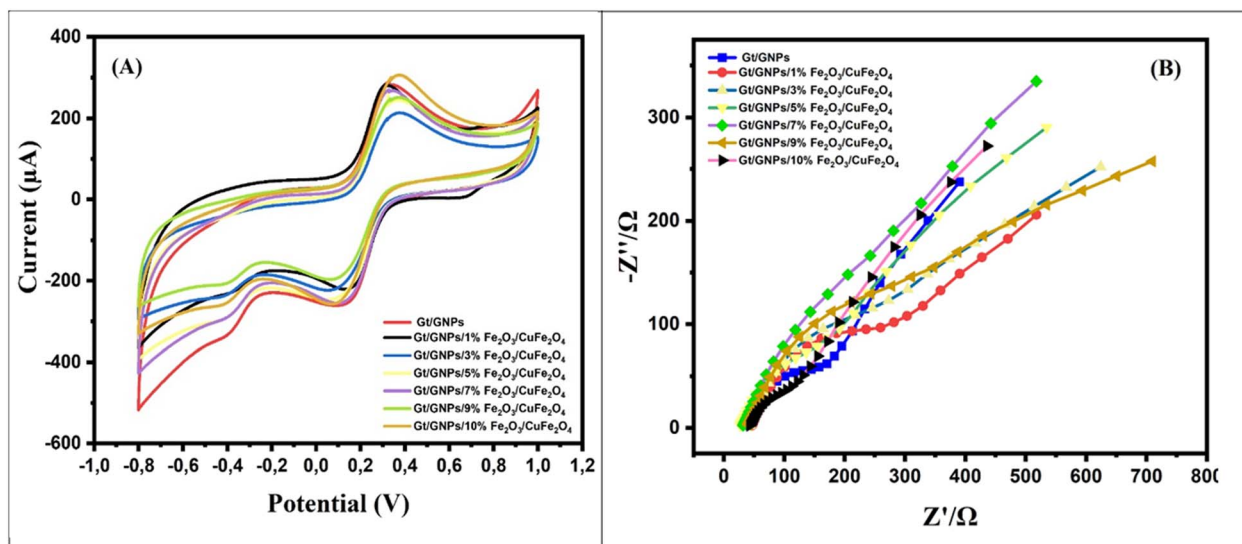 (A)
400
200
0
-200
-400
-600
Current (µA)
Gt/GNPs
Gt/GNPs/1% Fe₂O₃/CuFe₂O₄
Gt/GNPs/3% Fe₂O₃/CuFe₂O₄
Gt/GNPs/5% Fe₂O₃/CuFe₂O₄
Gt/GNPs/7% Fe₂O₃/CuFe₂O₄
Gt/GNPs/9% Fe₂O₃/CuFe₂O₄
Gt/GNPs/10% Fe₂O₃/CuFe₂O₄
-1,0 -0,8 -0,6 -0,4 -0,2 0,0 0,2 0,4 0,6 0,8 1,0 1,2
Potential (V)
(B)
Gt/GNPs
Gt/GNPs/1% Fe₂O₃/CuFe₂O₄
Gt/GNPs/3% Fe₂O₃/CuFe₂O₄
Gt/GNPs/5% Fe₂O₃/CuFe₂O₄
Gt/GNPs/7% Fe₂O₃/CuFe₂O₄
Gt/GNPs/9% Fe₂O₃/CuFe₂O₄
Gt/GNPs/10% Fe₂O₃/CuFe₂O₄
300
200
100
0
-Z''/Ω
0 100 200 300 400 500 600 700 800
Z'/Ω